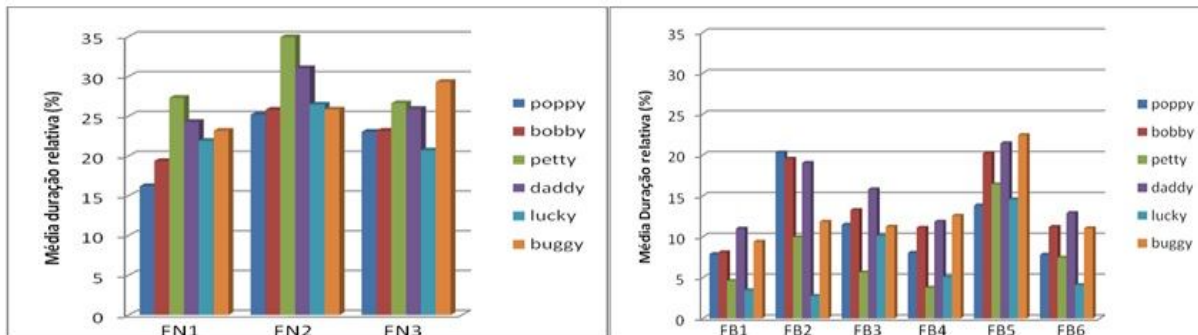 Média duração relativa (%)
35
30
25
20
15
10
5
0
FN1 FN2 FN3
poppy
bobby
petty
daddy
lucky
buggy
Média Duração relativa (%)
35
30
25
20
15
10
5
0
FB1 FB2 FB3 FB4 FB5 FB6
poppy
bobby
petty
daddy
lucky
buggy